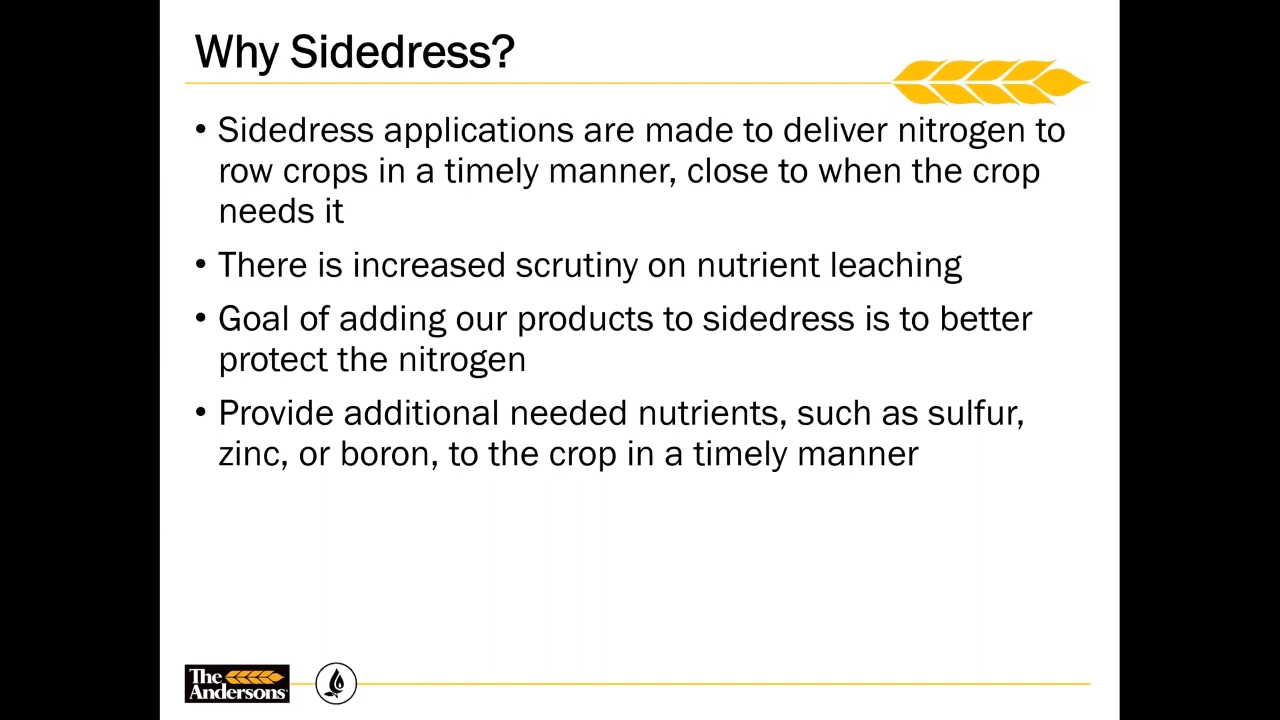 Why Sidedress?
• Sidedress applications are made to deliver nitrogen to
row crops in a timely manner, close to when the crop
needs it
• There is increased scrutiny on nutrient leaching
• Goal of adding our products to sidedress is to better
protect the nitrogen
• Provide additional needed nutrients, such as sulfur,
zinc, or boron, to the crop in a timely manner
The
Andersons